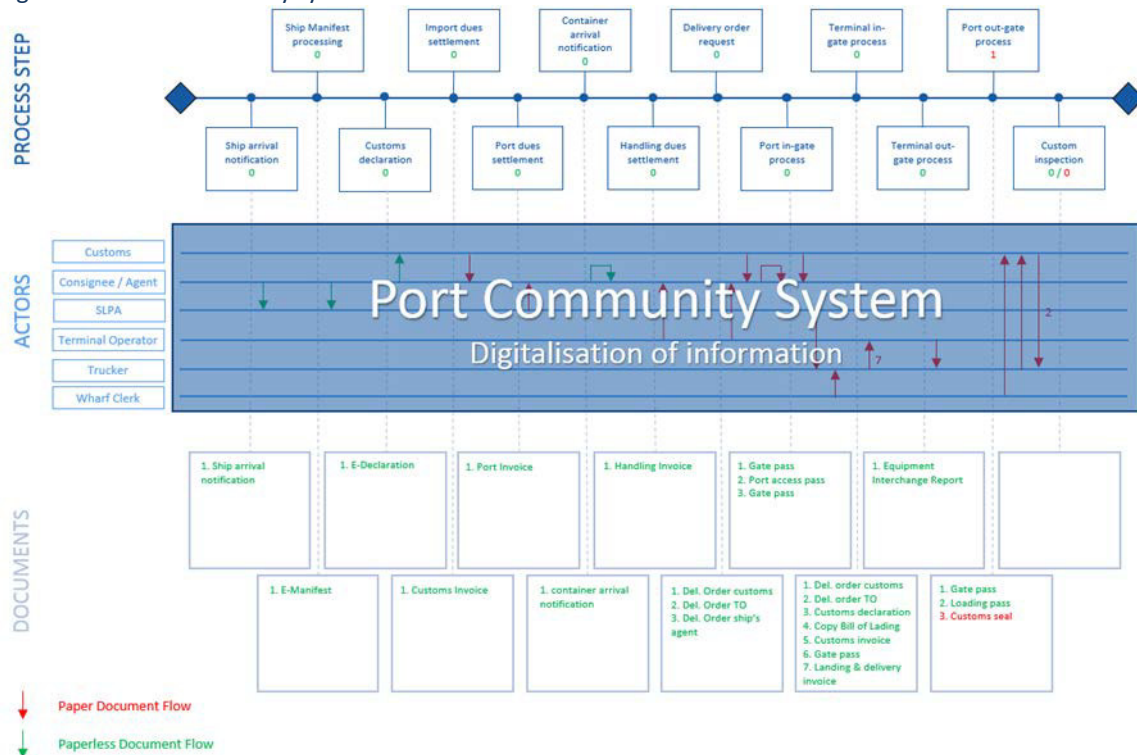 PROCESS STEP
Ship Manifest
processing
0
Import dues
settlement
0
Container
arrival
notification
0
Delivery order
request
0
Terminal in-
gate process
0
Port out-gate
process
1
Ship arrival
notification
0
Customs
declaration
0
Port dues
settlement
0
Handling dues
settlement
0
Port in-gate
process
0
Terminal out-
gate process
0
Custom
inspection
0 / 0
ACTORS
Customs
Consignee / Agent
SLPA
Terminal Operator
Trucker
Wharf Clerk
Port Community System
Digitalisation of information
7
2
DOCUMENTS
1. Ship arrival
notification
1. E-Declaration
1. Port Invoice
1. Handling Invoice
1. Gate pass
2. Port access pass
3. Gate pass
1. Equipment
Interchange Report
1. E-Manifest
1. Customs Invoice
1. container arrival
notification
1. Del. Order customs
2. Del. Order TO
3. Del. Order ship's
agent
1. Del. order customs
2. Del. order TO
3. Customs declaration
4. Copy Bill of Lading
5. Customs invoice
6. Gate pass
7. Landing & delivery
invoice
1. Gate pass
2. Loading pass
3. Customs seal
Paper Document Flow
Paperless Document Flow